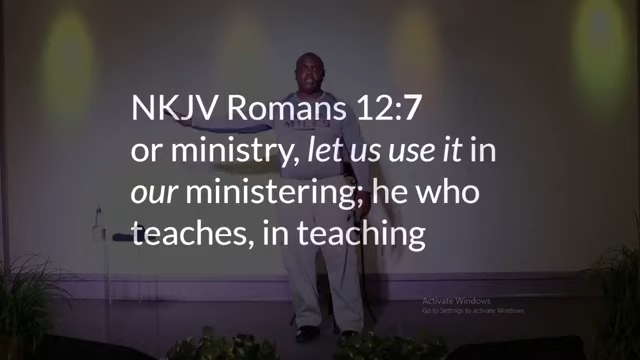 NKJV Romans 12:7
or ministry, let us use it in
our ministering; he who
teaches, in teaching
Activate Windows
Go to Settings to activate Windows.